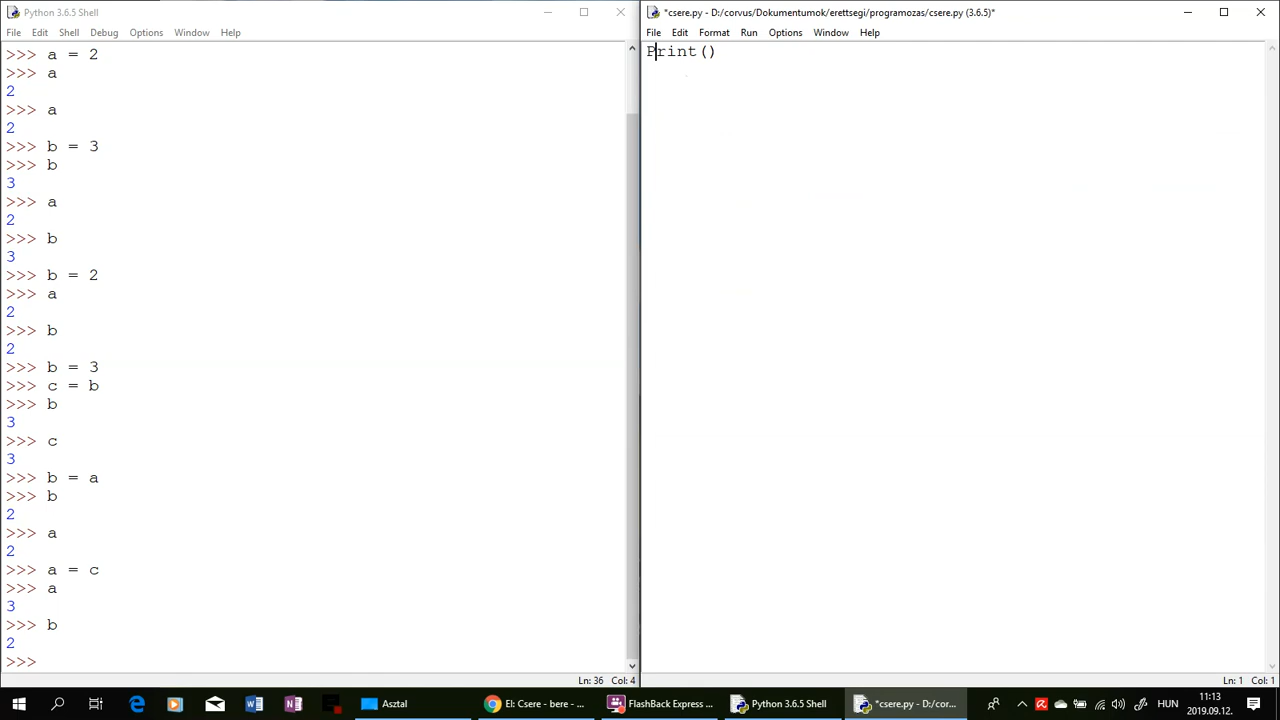 Python 3.6.5 Shell
File Edit Shell Debug Options Window Help
>>> a = 2
>>> a
2
>>> a
2
>>> b = 3
>>> b
3
>>> a
2
>>> b
3
>>> b = 2
>>> a
2
>>> b
2
>>> b = 3
>>> c = b
>>> b
3
>>> c
3
>>> b = a
>>> b
2
>>> a
2
>>> a = c
>>> a
3
>>> b
2
>>>
Ln: 36 Col: 4
*csere.py - D:/corvus/Dokumentumok/erettsegi/programozas/csere.py (3.6.5)*
File Edit Format Run Options Window Help
Print()
Ln: 1 Col: 1
Asztal
El: Csere - bere - ...
FlashBack Express ...
Python 3.6.5 Shell
*csere.py - D:/cor...
HUN
11:13
2019.09.12.